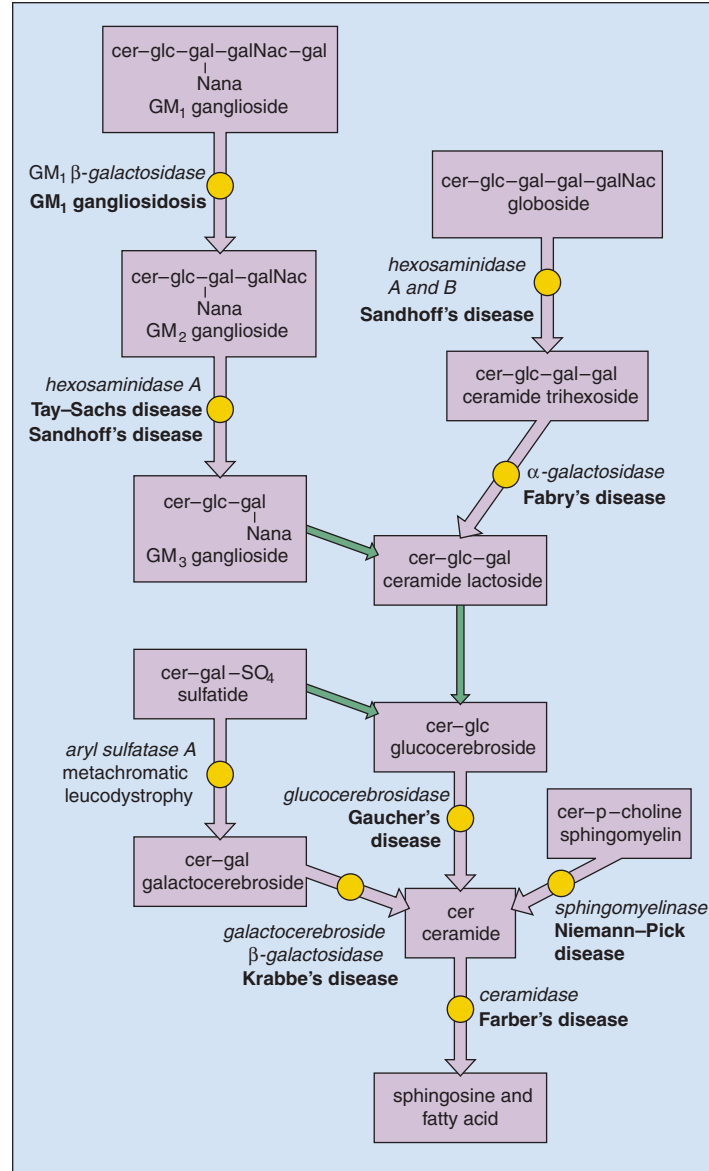 cer–glc–gal–galNac–gal
Nana
GM₁ ganglioside
GM₁ β-galactosidase
GM₁ gangliosidosis
cer–glc–gal–gal–galNac
globoside
cer–glc–gal–galNac
Nana
GM₂ ganglioside
hexosaminidase
A and B
Sandhoff's disease
hexosaminidase A
Tay–Sachs disease
Sandhoff's disease
cer–glc–gal–gal
ceramide trihexoside
α-galactosidase
Fabry's disease
cer–glc–gal
Nana
GM₃ ganglioside
cer–glc–gal
ceramide lactoside
cer–gal–SO₄
sulfatide
cer–glc
glucocerebroside
aryl sulfatase A
metachromatic
leucodystrophy
glucocerebrosidase
Gaucher's
disease
cer–p–choline
sphingomyelin
cer–gal
galactocerebroside
cer
ceramide
sphingomyelinase
Niemann–Pick
disease
galactocerebroside
β-galactosidase
Krabbe's disease
ceramidase
Farber's disease
sphingosine and
fatty acid